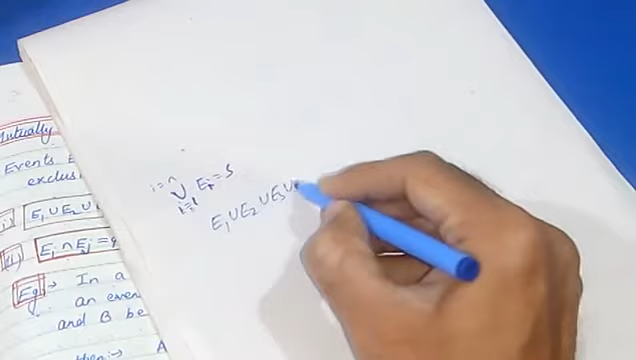 i=n
∪ Ei = S
i=1
E1 ∪ E2 ∪ E3 ∪
Mutually
Events E
exclus
(i) E1 ∪ E2 ∪
(ii) Ei ∩ Ej = φ
Eg → In a
an even
and B be
then → A